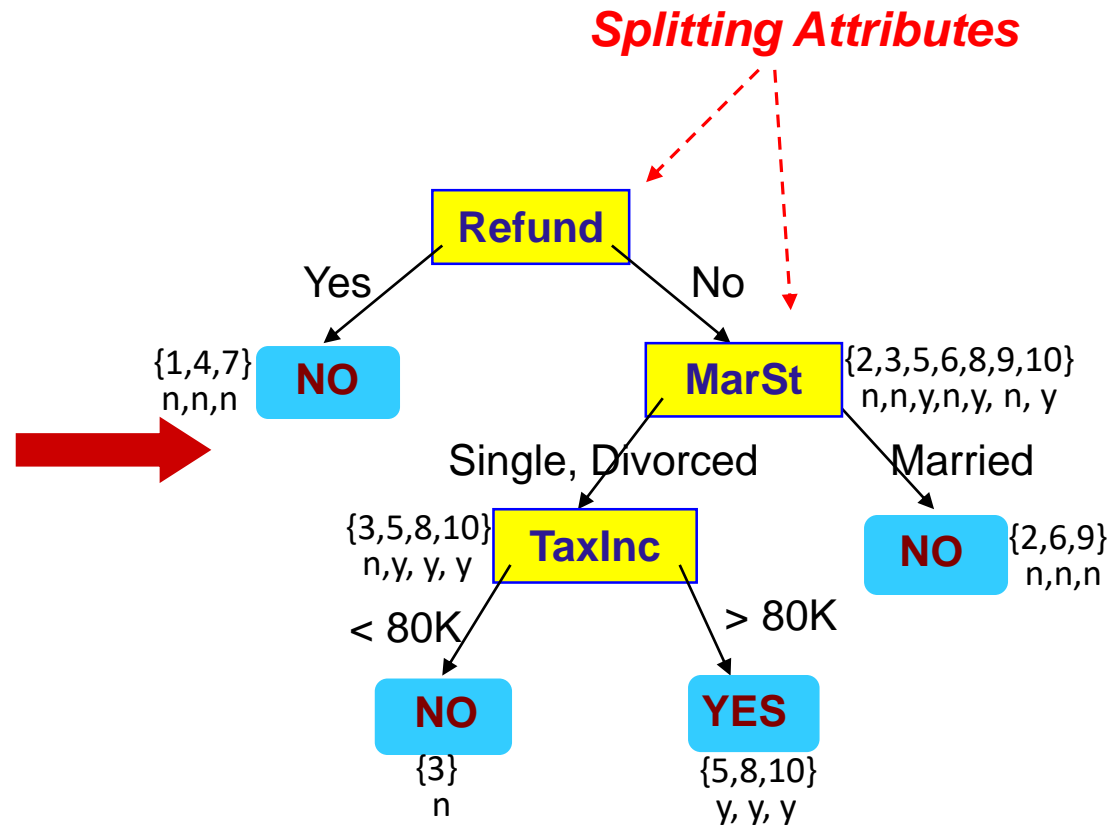 Splitting Attributes
Refund
Yes
No
{1,4,7}
n,n,n
NO
MarSt
{2,3,5,6,8,9,10}
n,n,y,n,y, n, y
Single, Divorced
Married
{3,5,8,10}
n,y, y, y
TaxInc
NO
{2,6,9}
n,n,n
< 80K
> 80K
NO
YES
{3}
n
{5,8,10}
y, y, y